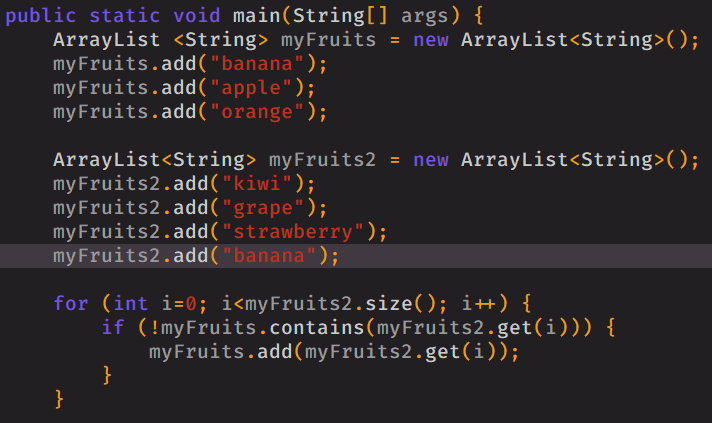 public static void main(String[] args) {
    ArrayList <String> myFruits = new ArrayList<String>();
    myFruits.add("banana");
    myFruits.add("apple");
    myFruits.add("orange");

    ArrayList<String> myFruits2 = new ArrayList<String>();
    myFruits2.add("kiwi");
    myFruits2.add("grape");
    myFruits2.add("strawberry");
    myFruits2.add("banana");

    for (int i=0; i<myFruits2.size(); i++) {
        if (!myFruits.contains(myFruits2.get(i))) {
            myFruits.add(myFruits2.get(i));
        }
    }